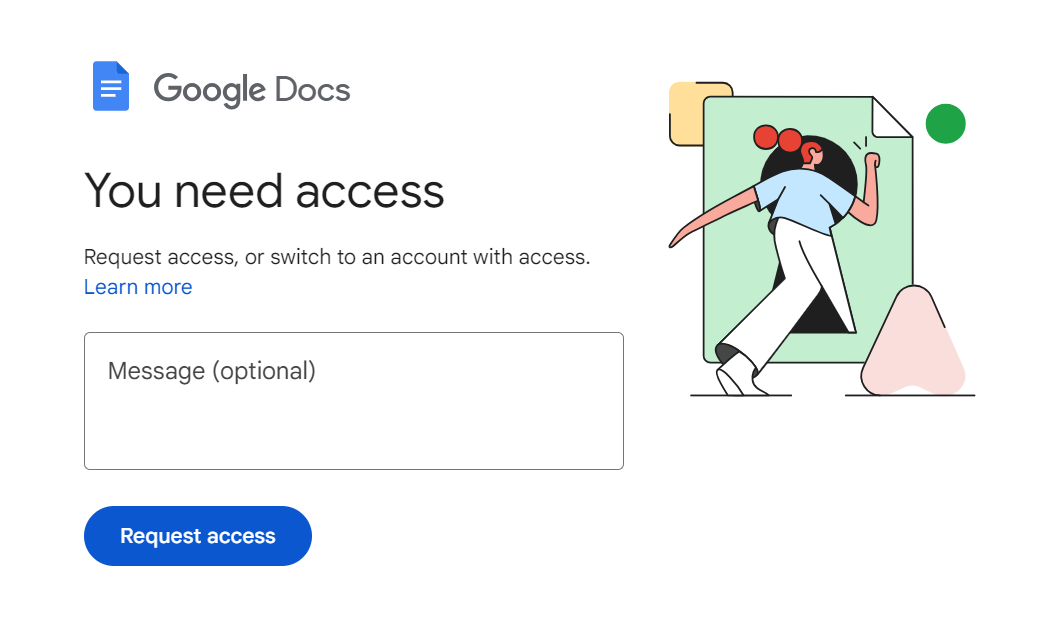 Google Docs
You need access
Request access, or switch to an account with access.
Learn more
Message (optional)
Request access